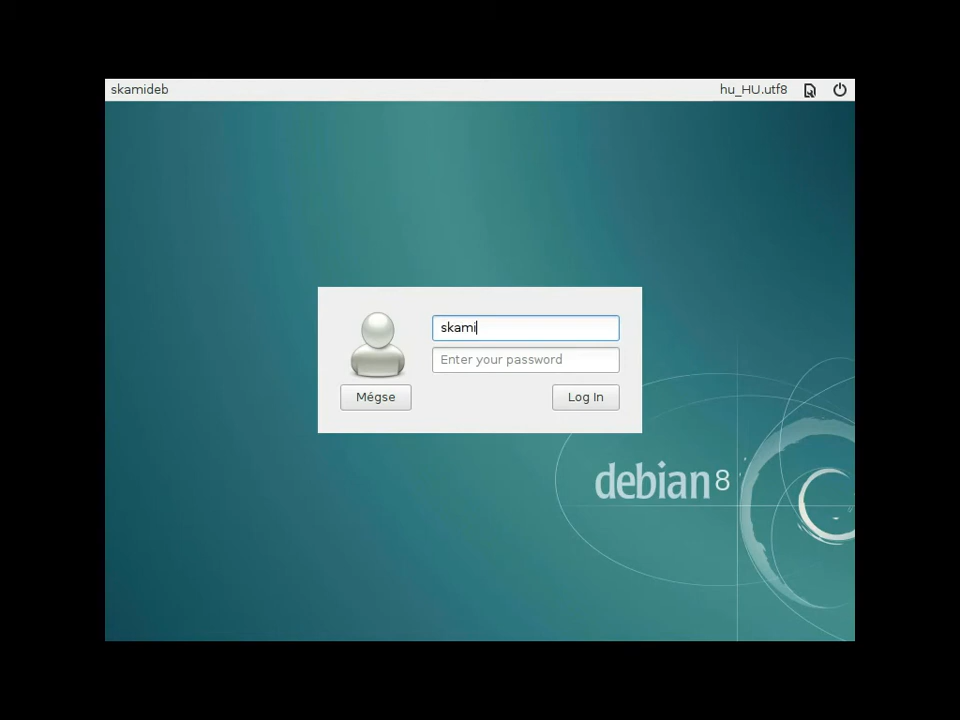 skamideb hu_HU.utf8
skami
Enter your password
Mégse Log In
debian 8